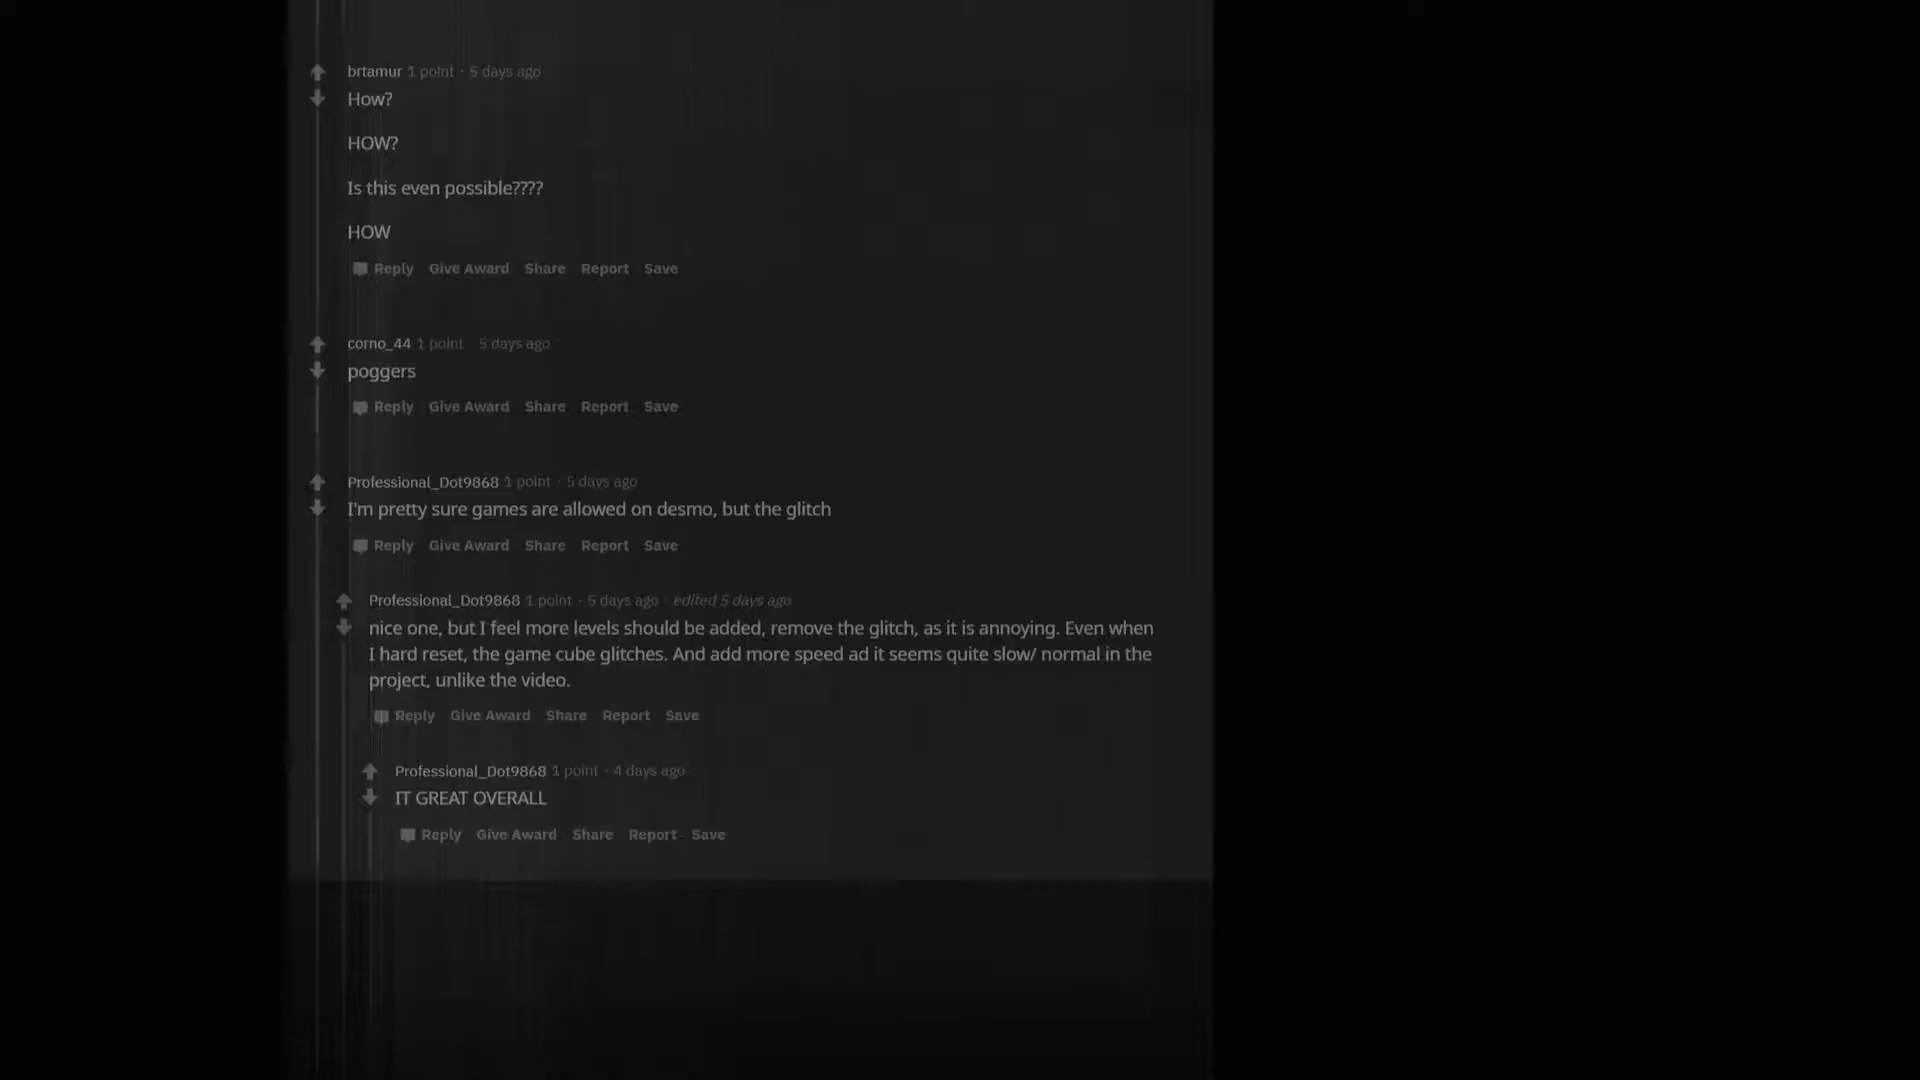 brtamur 1 point · 5 days ago
How?
HOW?
Is this even possible????
HOW
Reply Give Award Share Report Save
corno_44 1 point · 5 days ago
poggers
Reply Give Award Share Report Save
Professional_Dot9868 1 point · 5 days ago
I'm pretty sure games are allowed on desmo, but the glitch
Reply Give Award Share Report Save
Professional_Dot9868 1 point · 5 days ago · edited 5 days ago
nice one, but I feel more levels should be added, remove the glitch, as it is annoying. Even when
I hard reset, the game cube glitches. And add more speed ad it seems quite slow/ normal in the
project, unlike the video.
Reply Give Award Share Report Save
Professional_Dot9868 1 point · 4 days ago
IT GREAT OVERALL
Reply Give Award Share Report Save